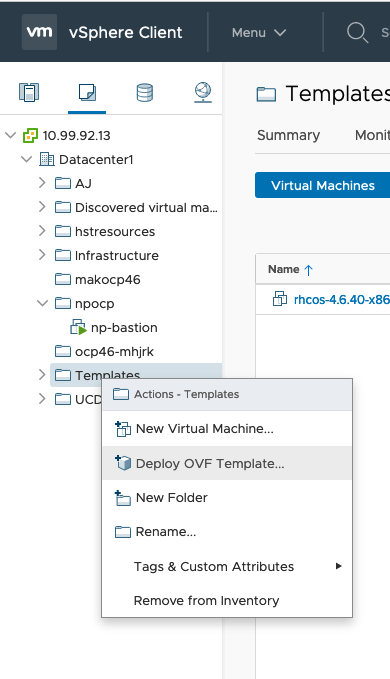 vm vSphere Client Menu
Templates
Summary Monit
Virtual Machines
Name
rhcos-4.6.40-x86
10.99.92.13
Datacenter1
AJ
Discovered virtual ma...
hstresources
Infrastructure
makocp46
npocp
np-bastion
ocp46-mhjrk
Templates
UCD
Actions - Templates
New Virtual Machine...
Deploy OVF Template...
New Folder
Rename...
Tags & Custom Attributes
Remove from Inventory